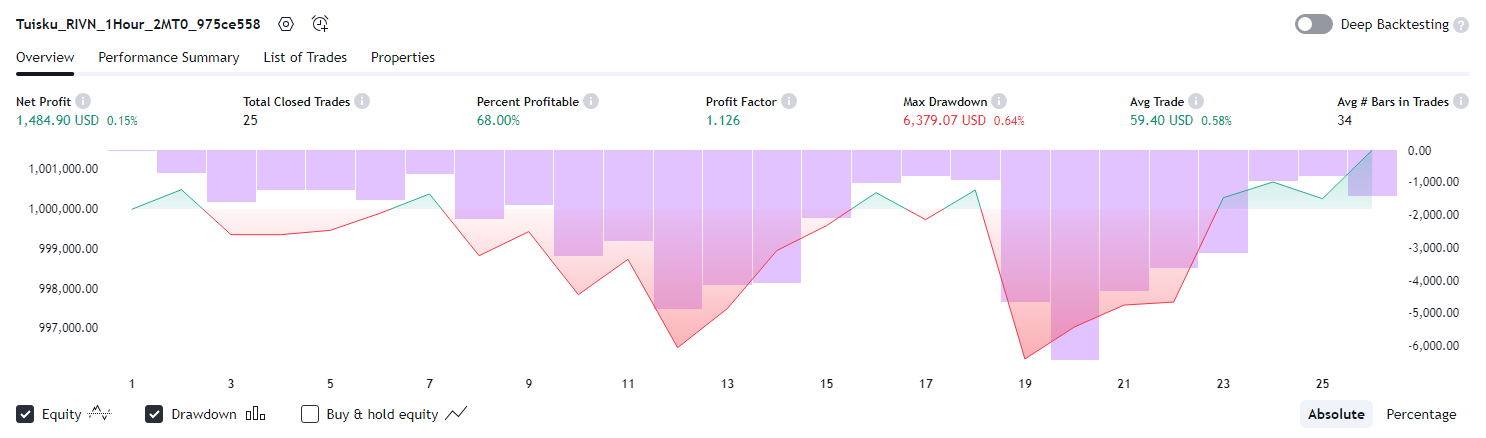 Tuisku_RIVN_1Hour_2MT0_975ce558 Deep Backtesting ?
Overview Performance Summary List of Trades Properties
Net Profit Total Closed Trades Percent Profitable Profit Factor Max Drawdown Avg Trade Avg # Bars in Trades
1,484.90 USD 0.15% 25 68.00% 1.126 6,379.07 USD 0.64% 59.40 USD 0.58% 34
0.00
1,001,000.00
-1,000.00
1,000,000.00
-2,000.00
999,000.00 -3,000.00
-4,000.00
998,000.00
-5,000.00
997,000.00
-6,000.00
1 3 5 7 9 11 13 15 17 19 21 23 25
Equity Drawdown Buy & hold equity Absolute Percentage